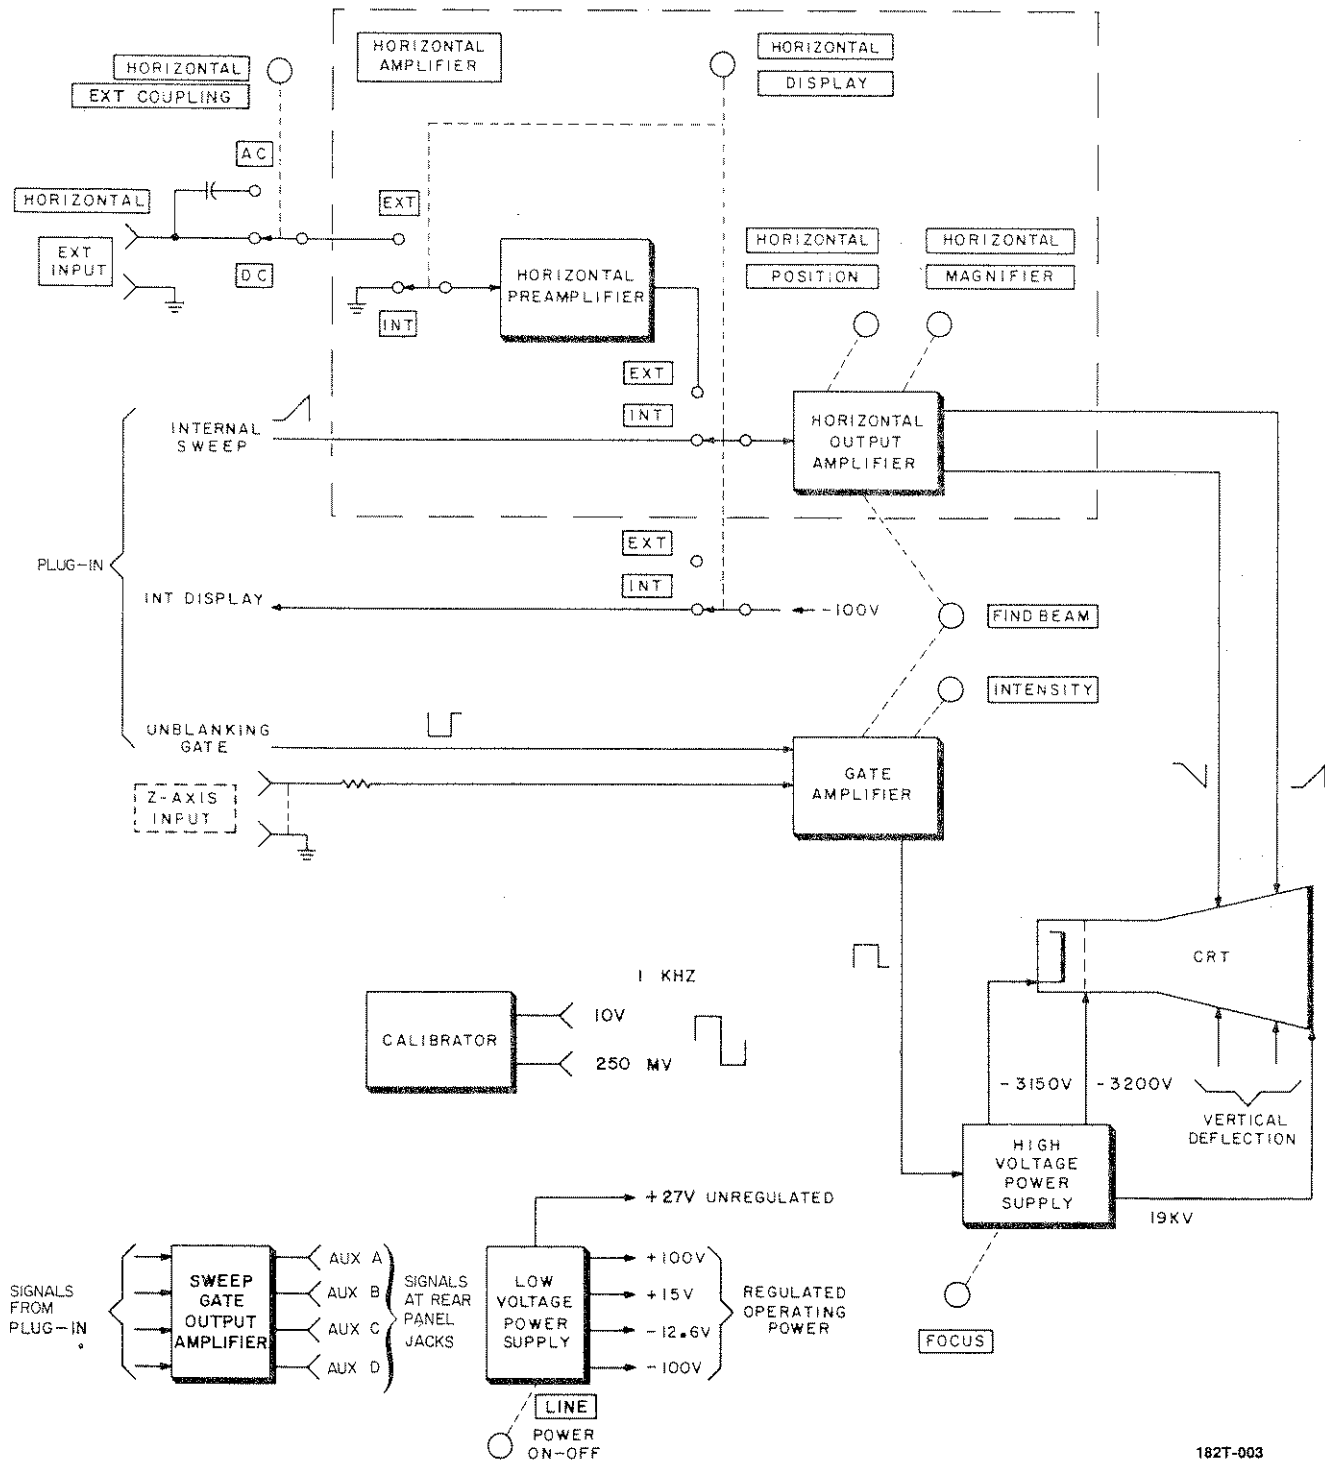 HORIZONTAL
AMPLIFIER
HORIZONTAL
DISPLAY
HORIZONTAL
EXT COUPLING
AC
HORIZONTAL
EXT
INPUT
DC
EXT
INT
HORIZONTAL
PREAMPLIFIER
HORIZONTAL
POSITION
HORIZONTAL
MAGNIFIER
EXT
INT
INTERNAL
SWEEP
HORIZONTAL
OUTPUT
AMPLIFIER
PLUG-IN
EXT
INT
INT DISPLAY
-100V
FIND BEAM
INTENSITY
UNBLANKING
GATE
Z-AXIS
INPUT
GATE
AMPLIFIER
CRT
1 KHZ
CALIBRATOR
10V
250 MV
-3150V
-3200V
VERTICAL
DEFLECTION
HIGH
VOLTAGE
POWER
SUPPLY
19KV
FOCUS
+27V UNREGULATED
SIGNALS
FROM
PLUG-IN
SWEEP
GATE
OUTPUT
AMPLIFIER
AUX A
AUX B
AUX C
AUX D
SIGNALS
AT REAR
PANEL
JACKS
LOW
VOLTAGE
POWER
SUPPLY
+100V
+15V
-12.6V
-100V
REGULATED
OPERATING
POWER
LINE
POWER
ON-OFF
182T-003